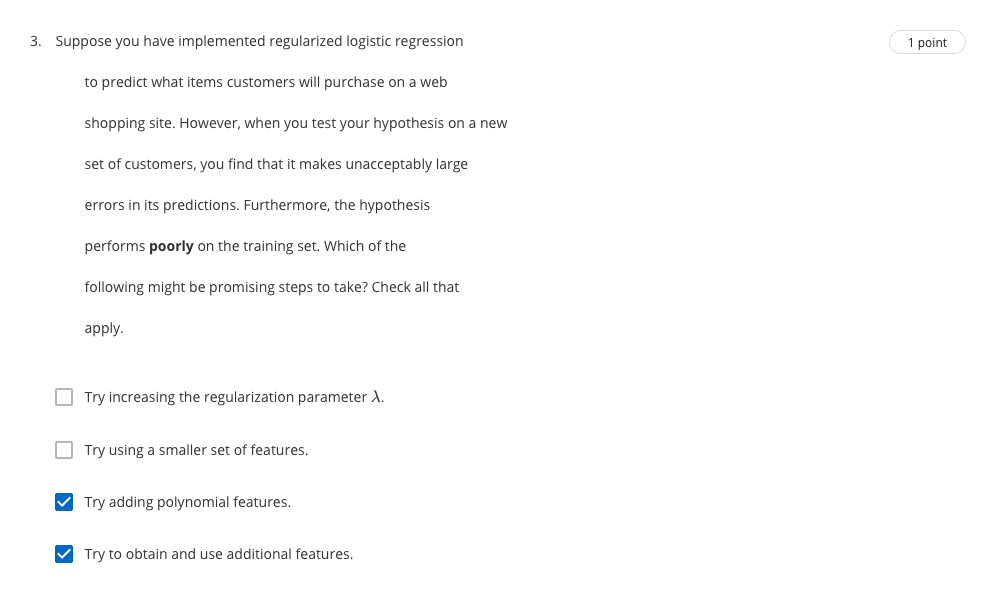 3. Suppose you have implemented regularized logistic regression
1 point
to predict what items customers will purchase on a web
shopping site. However, when you test your hypothesis on a new
set of customers, you find that it makes unacceptably large
errors in its predictions. Furthermore, the hypothesis
performs poorly on the training set. Which of the
following might be promising steps to take? Check all that
apply.
Try increasing the regularization parameter λ.
Try using a smaller set of features.
Try adding polynomial features.
Try to obtain and use additional features.